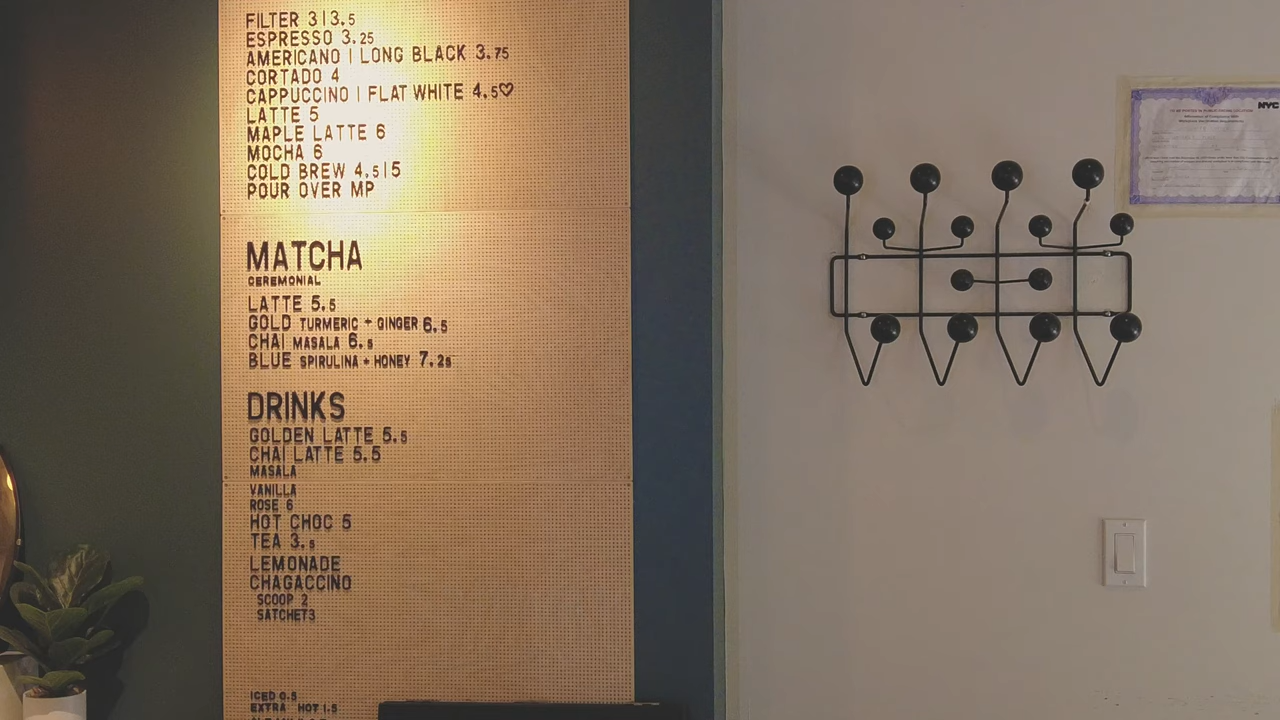 FILTER 3|3.5
ESPRESSO 3.25
AMERICANO | LONG BLACK 3.75
CORTADO 4
CAPPUCCINO | FLAT WHITE 4.5♡
LATTE 5
MAPLE LATTE 6
MOCHA 6
COLD BREW 4.5|5
POUR OVER MP
MATCHA
CEREMONIAL
LATTE 5.5
GOLD TURMERIC + GINGER 6.5
CHAI MASALA 6.5
BLUE SPIRULINA + HONEY 7.25
DRINKS
GOLDEN LATTE 5.5
CHAI LATTE 5.5
MASALA
VANILLA
ROSE 6
HOT CHOC 5
TEA 3.5
LEMONADE
CHAGACCINO
SCOOP 2
SATCHET3
ICED 0.5
EXTRA HOT 1.5
NYC